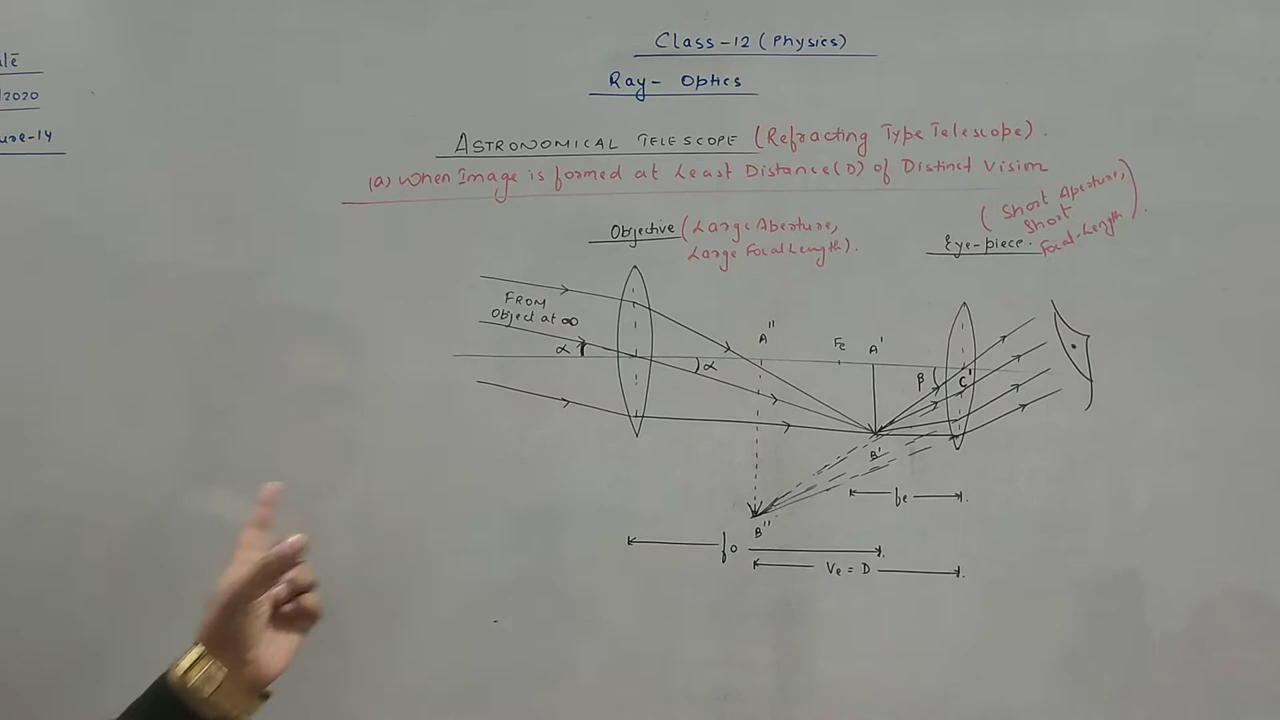 Class-12 (Physics)
Ray- Optics
2020
ASTRONOMICAL TELESCOPE (Refracting Type Telescope).
(a) When Image is formed at Least Distance(D) of Distinct Vision
Objective (Large Aperture,
Large Focal Length).
Eye-piece. (Short Aperture,
Short
Focal-Length)
FROM
Object at ∞
α
α
A''
Fe
A'
β
C'
B'
fe
B''
fo
Ve = D